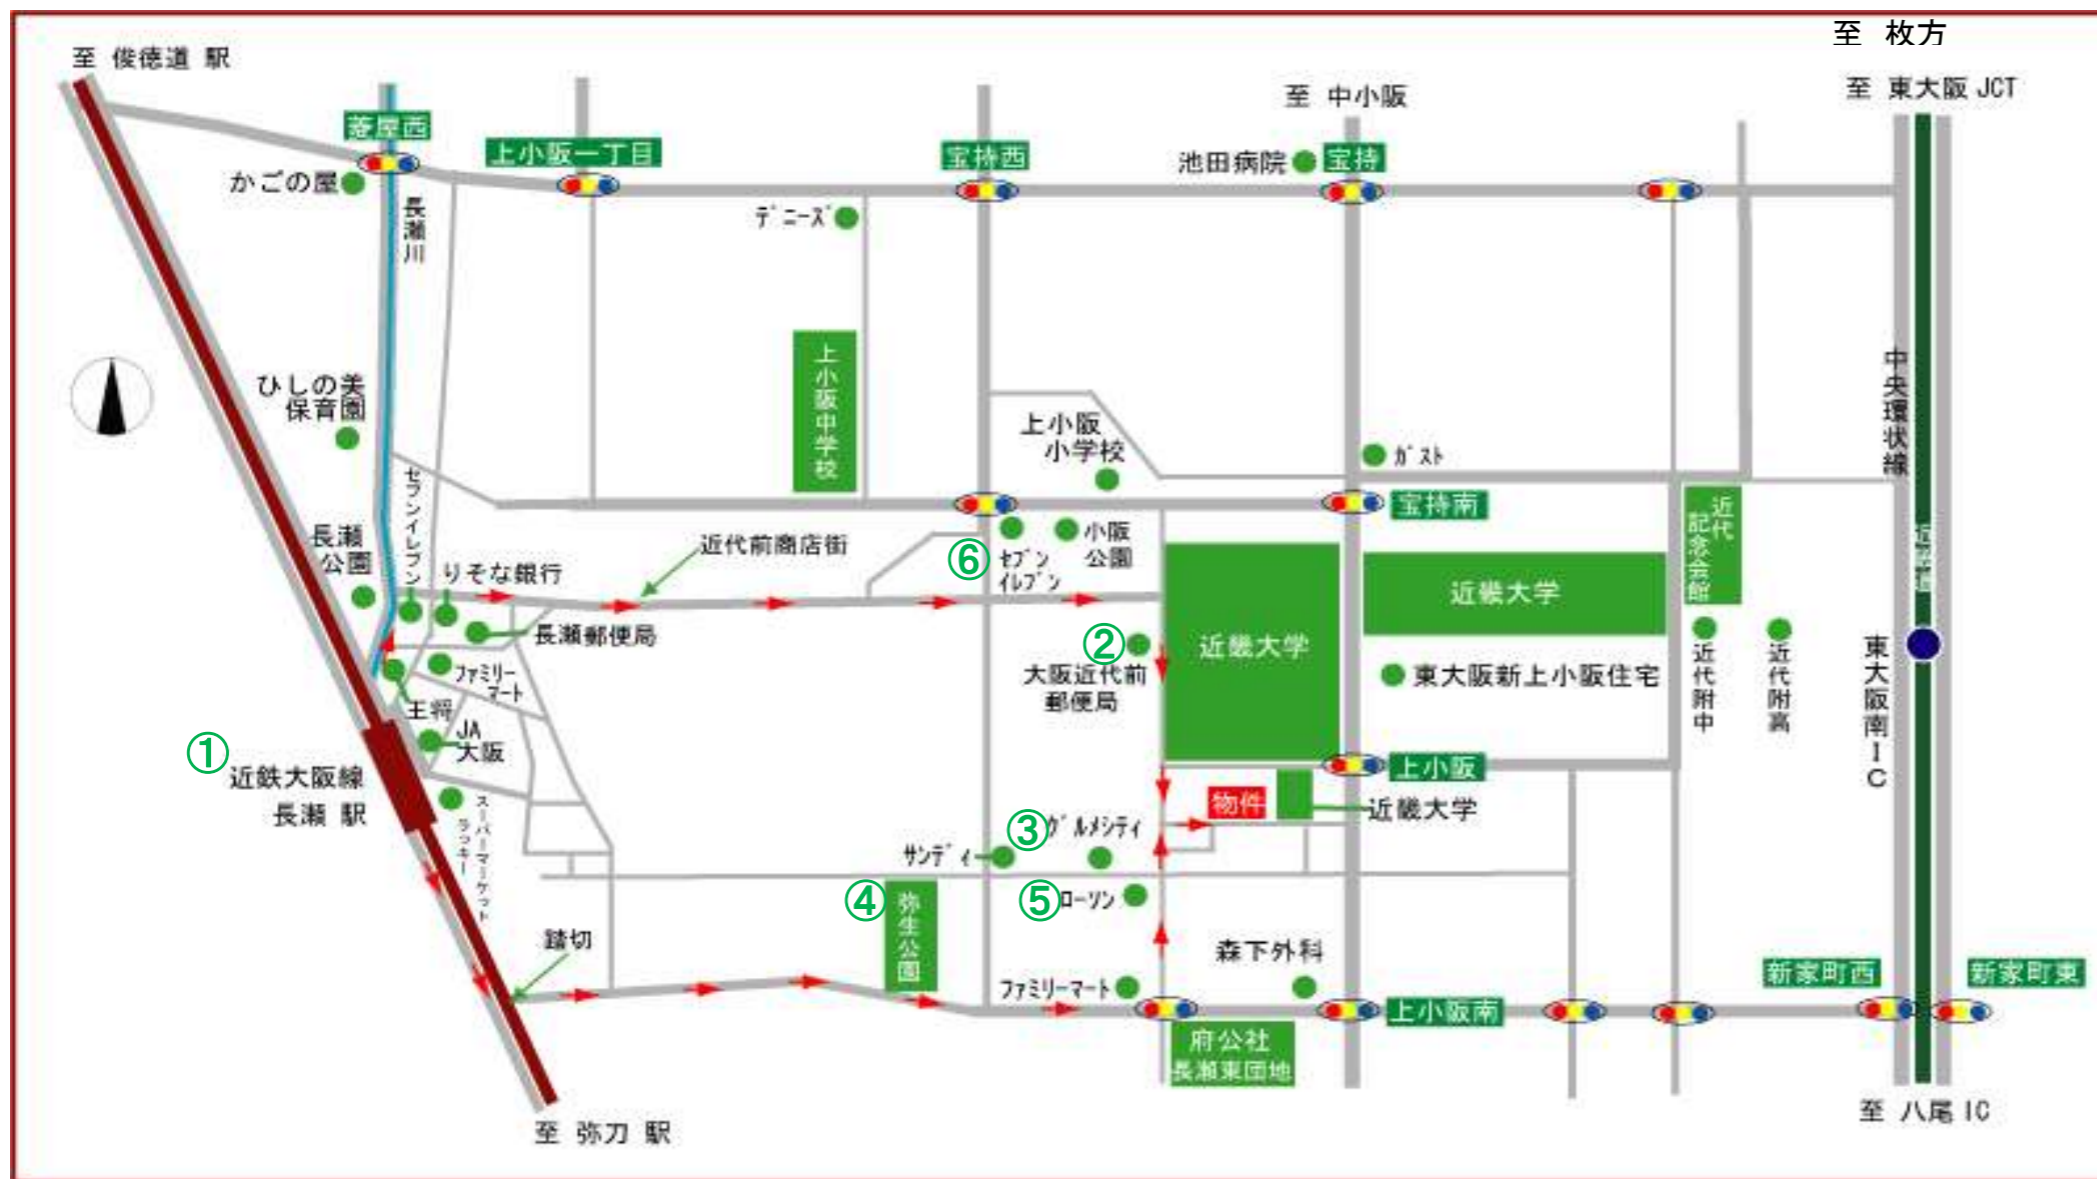 至 枚方
至 俊徳道 駅
至 東大阪 JCT
至 中小阪
菱屋西
上小阪一丁目
宝持西
池田病院
宝持
かごの屋
デニーズ
長瀬川
ひしの美
保育園
上小阪中学校
中央環状線
上小阪
小学校
ガスト
セブンイレブン
宝持南
近代
記念会館
長瀬
公園
近代前商店街
⑥
セブン
イレブン
小阪
公園
りそな銀行
近畿大学
長瀬郵便局
②
大阪近代前
郵便局
近畿大学
東大阪新上小阪住宅
近代附中
近代附高
東大阪南IC
ファミリー
マート
王将
JA
大阪
①
近鉄大阪線
長瀬 駅
上小阪
スーパーマーケット
ラッキー
物件
近畿大学
③
グルメシティ
サンディ
④
弥生公園
⑤
ローソン
踏切
森下外科
ファミリーマート
新家町西
新家町東
上小阪南
府公社
長瀬東団地
至 弥刀 駅
至 八尾 IC